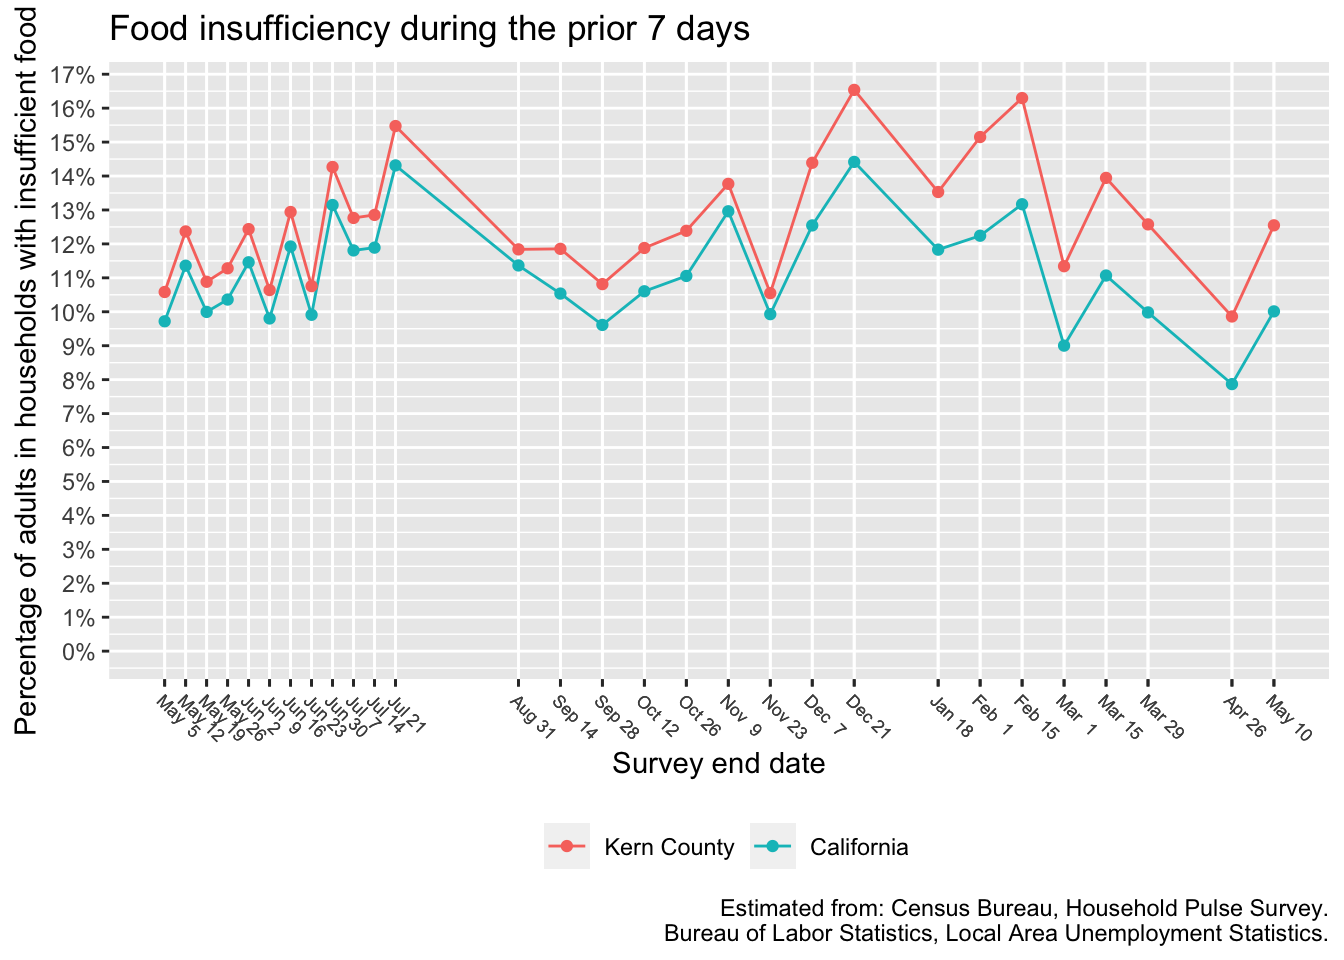 Food insufficiency during the prior 7 days
Percentage of adults in households with insufficient food
17%
16%
15%
14%
13%
12%
11%
10%
9%
8%
7%
6%
5%
4%
3%
2%
1%
0%
May 5
May 12
May 19
May 26
Jun 2
Jun 9
Jun 16
Jun 23
Jun 30
Jul 7
Jul 14
Jul 21
Aug 31
Sep 14
Sep 28
Oct 12
Oct 26
Nov 9
Nov 23
Dec 7
Dec 21
Jan 18
Feb 1
Feb 15
Mar 1
Mar 15
Mar 29
Apr 26
May 10
Survey end date
Kern County
California
Estimated from: Census Bureau, Household Pulse Survey.
Bureau of Labor Statistics, Local Area Unemployment Statistics.